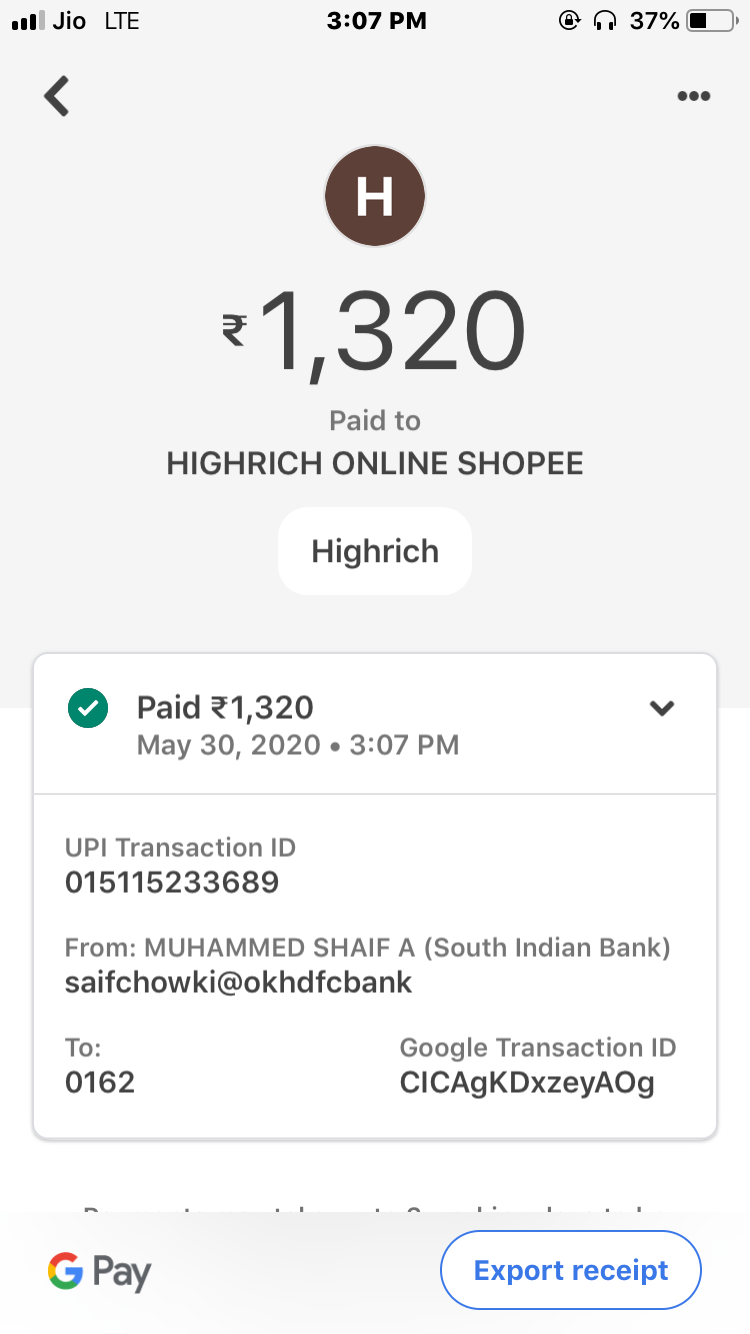 Jio LTE 3:07 PM 37%
H
₹1,320
Paid to
HIGHRICH ONLINE SHOPEE
Highrich
Paid ₹1,320
May 30, 2020 • 3:07 PM
UPI Transaction ID
015115233689
From: MUHAMMED SHAIF A (South Indian Bank)
saifchowki@okhdfcbank
To: Google Transaction ID
0162 CICAgKDxzeyAOg
G Pay Export receipt